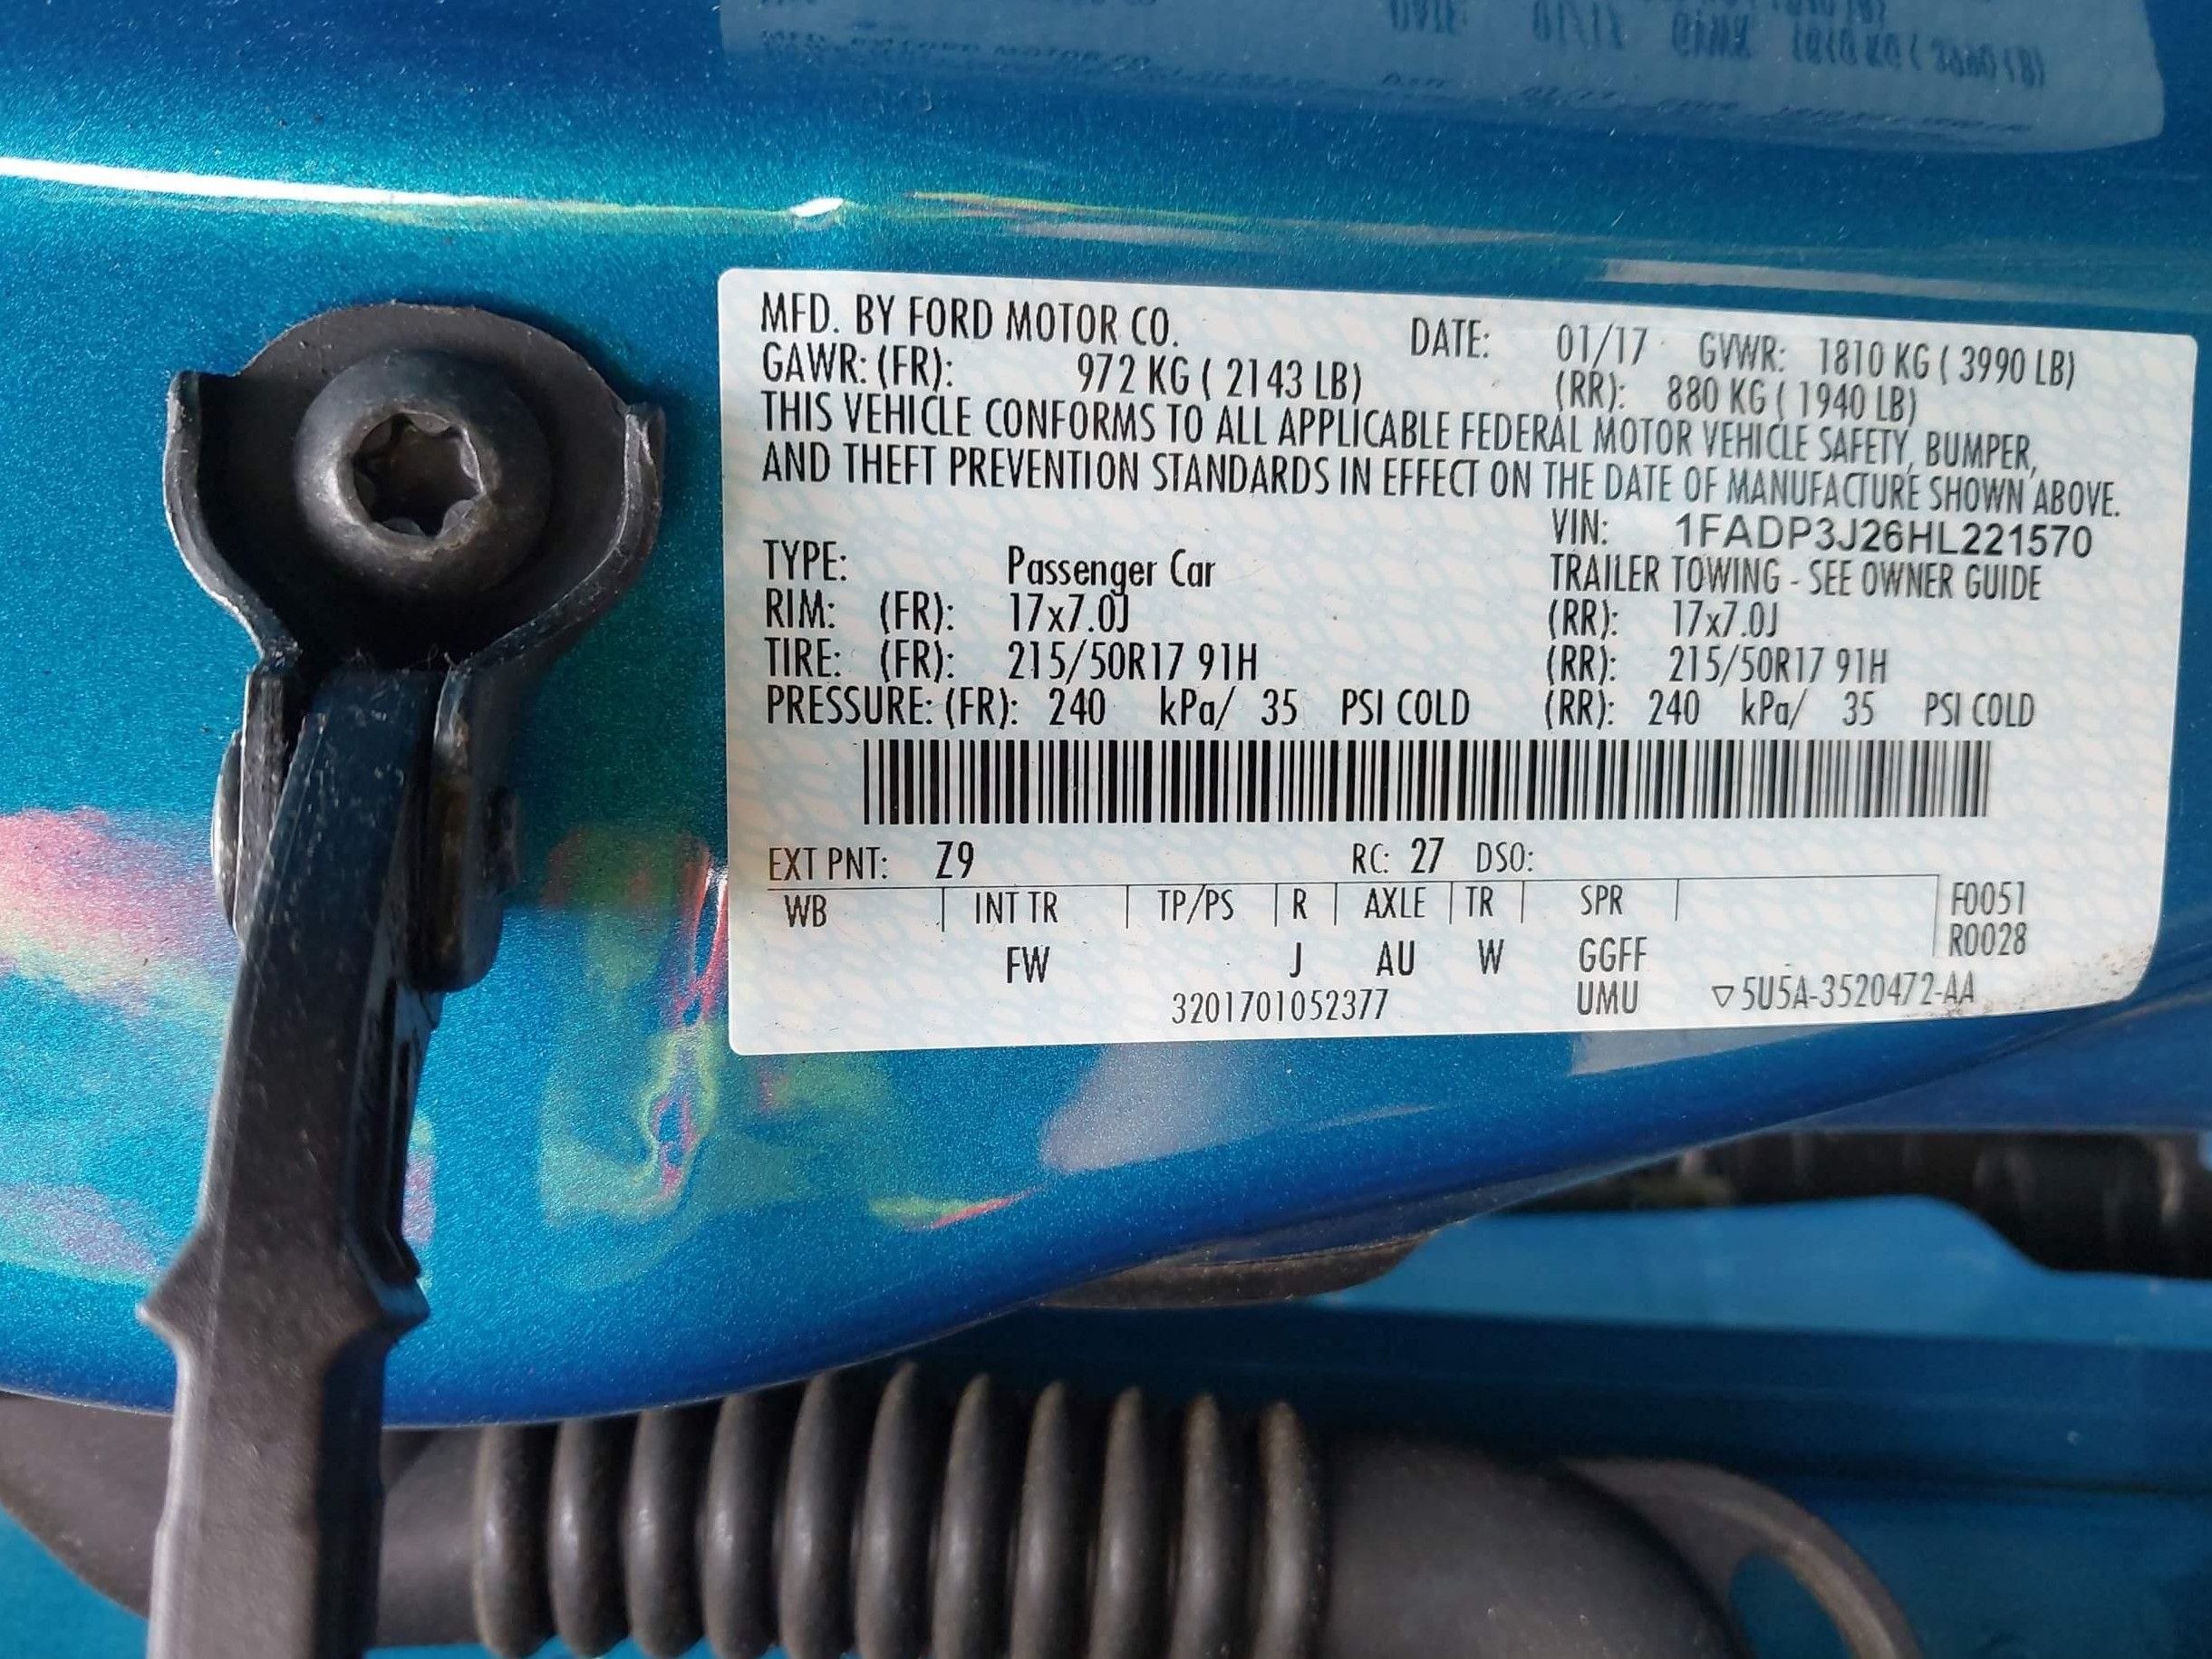 MFD. BY FORD MOTOR CO. DATE: 01/17 GVWR: 1810 KG ( 3990 LB)
GAWR: (FR): 972 KG ( 2143 LB) (RR): 880 KG ( 1940 LB)
THIS VEHICLE CONFORMS TO ALL APPLICABLE FEDERAL MOTOR VEHICLE SAFETY, BUMPER,
AND THEFT PREVENTION STANDARDS IN EFFECT ON THE DATE OF MANUFACTURE SHOWN ABOVE.
VIN: 1FADP3J26HL221570
TYPE: Passenger Car TRAILER TOWING - SEE OWNER GUIDE
RIM: (FR): 17x7.0J (RR): 17x7.0J
TIRE: (FR): 215/50R17 91H (RR): 215/50R17 91H
PRESSURE: (FR): 240 kPa/ 35 PSI COLD (RR): 240 kPa/ 35 PSI COLD
EXT PNT: Z9 RC: 27 DSO:
WB INT TR TP/PS R AXLE TR SPR F0051
FW J AU W GGFF R0028
3201701052377 UMU ▽5U5A-3520472-AA